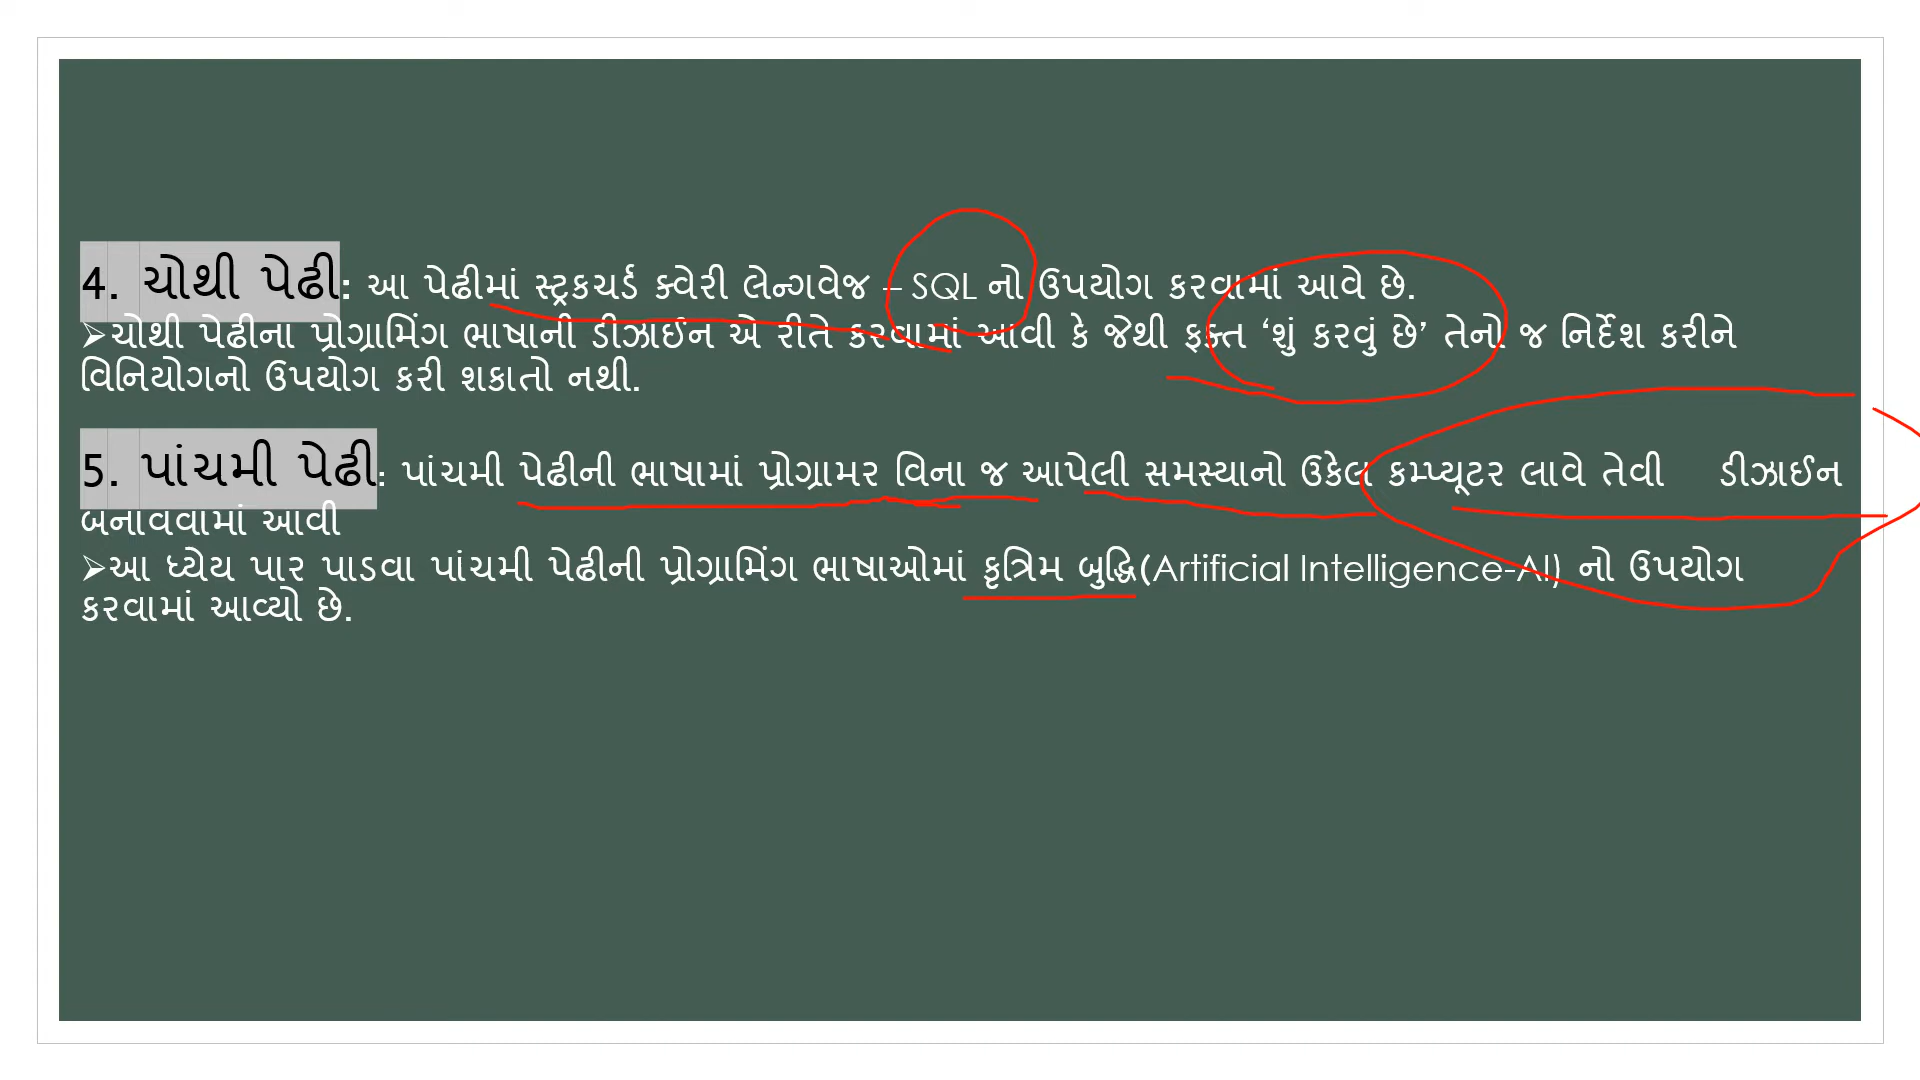 4. ચોથી પેઢી: આ પેઢીમાં સ્ટ્રકચર્ડ ક્વેરી લેન્ગવેજ – SQL નો ઉપયોગ કરવામાં આવે છે.
➢ચોથી પેઢીના પ્રોગ્રામિંગ ભાષાની ડીઝાઈન એ રીતે કરવામાં આવી કે જેથી ફક્ત ‘શું કરવું છે’ તેનો જ નિર્દેશ કરીને
વિનિયોગનો ઉપયોગ કરી શકાતો નથી.
5. પાંચમી પેઢી: પાંચમી પેઢીની ભાષામાં પ્રોગ્રામર વિના જ આપેલી સમસ્યાનો ઉકેલ કમ્પ્યૂટર લાવે તેવી ડીઝાઈન
બનાવવામાં આવી
➢આ ધ્યેય પાર પાડવા પાંચમી પેઢીની પ્રોગ્રામિંગ ભાષાઓમાં કૃત્રિમ બુદ્ધિ(Artificial Intelligence-AI) નો ઉપયોગ
કરવામાં આવ્યો છે.